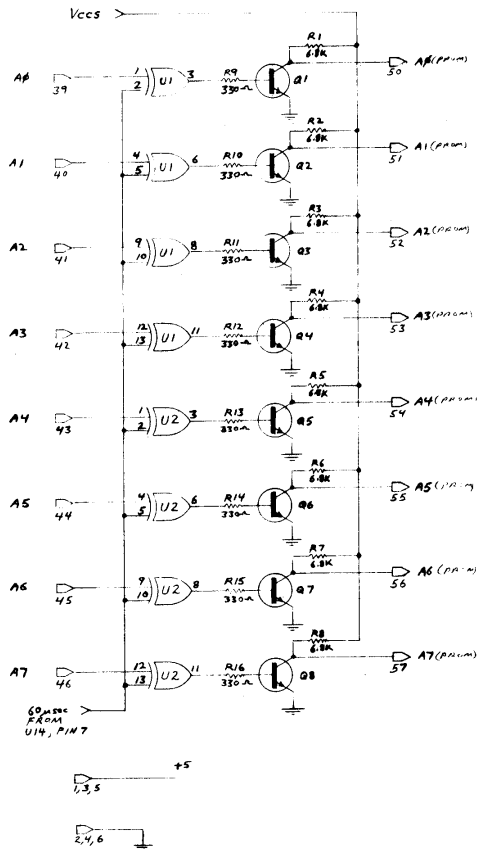 Vccs
R1
6.8K
AØ
39
1
2
U1
3
R9
330Ω
Q1
50
AØ(PROM)
R2
6.8K
A1
40
4
5
U1
6
R10
330Ω
Q2
51
A1(PROM)
R3
6.8K
A2
41
9
10
U1
8
R11
330Ω
Q3
52
A2(PROM)
R4
6.8K
A3
42
12
13
U1
11
R12
330Ω
Q4
53
A3(PROM)
R5
6.8K
A4
43
1
2
U2
3
R13
330Ω
Q5
54
A4(PROM)
R6
6.8K
A5
44
4
5
U2
6
R14
330Ω
Q6
55
A5(PROM)
R7
6.8K
A6
45
9
10
U2
8
R15
330Ω
Q7
56
A6(PROM)
R8
6.8K
A7
46
12
13
U2
11
R16
330Ω
Q8
57
A7(PROM)
60μsec
FROM
U14, PIN 7
+5
1,3,5
2,4,6